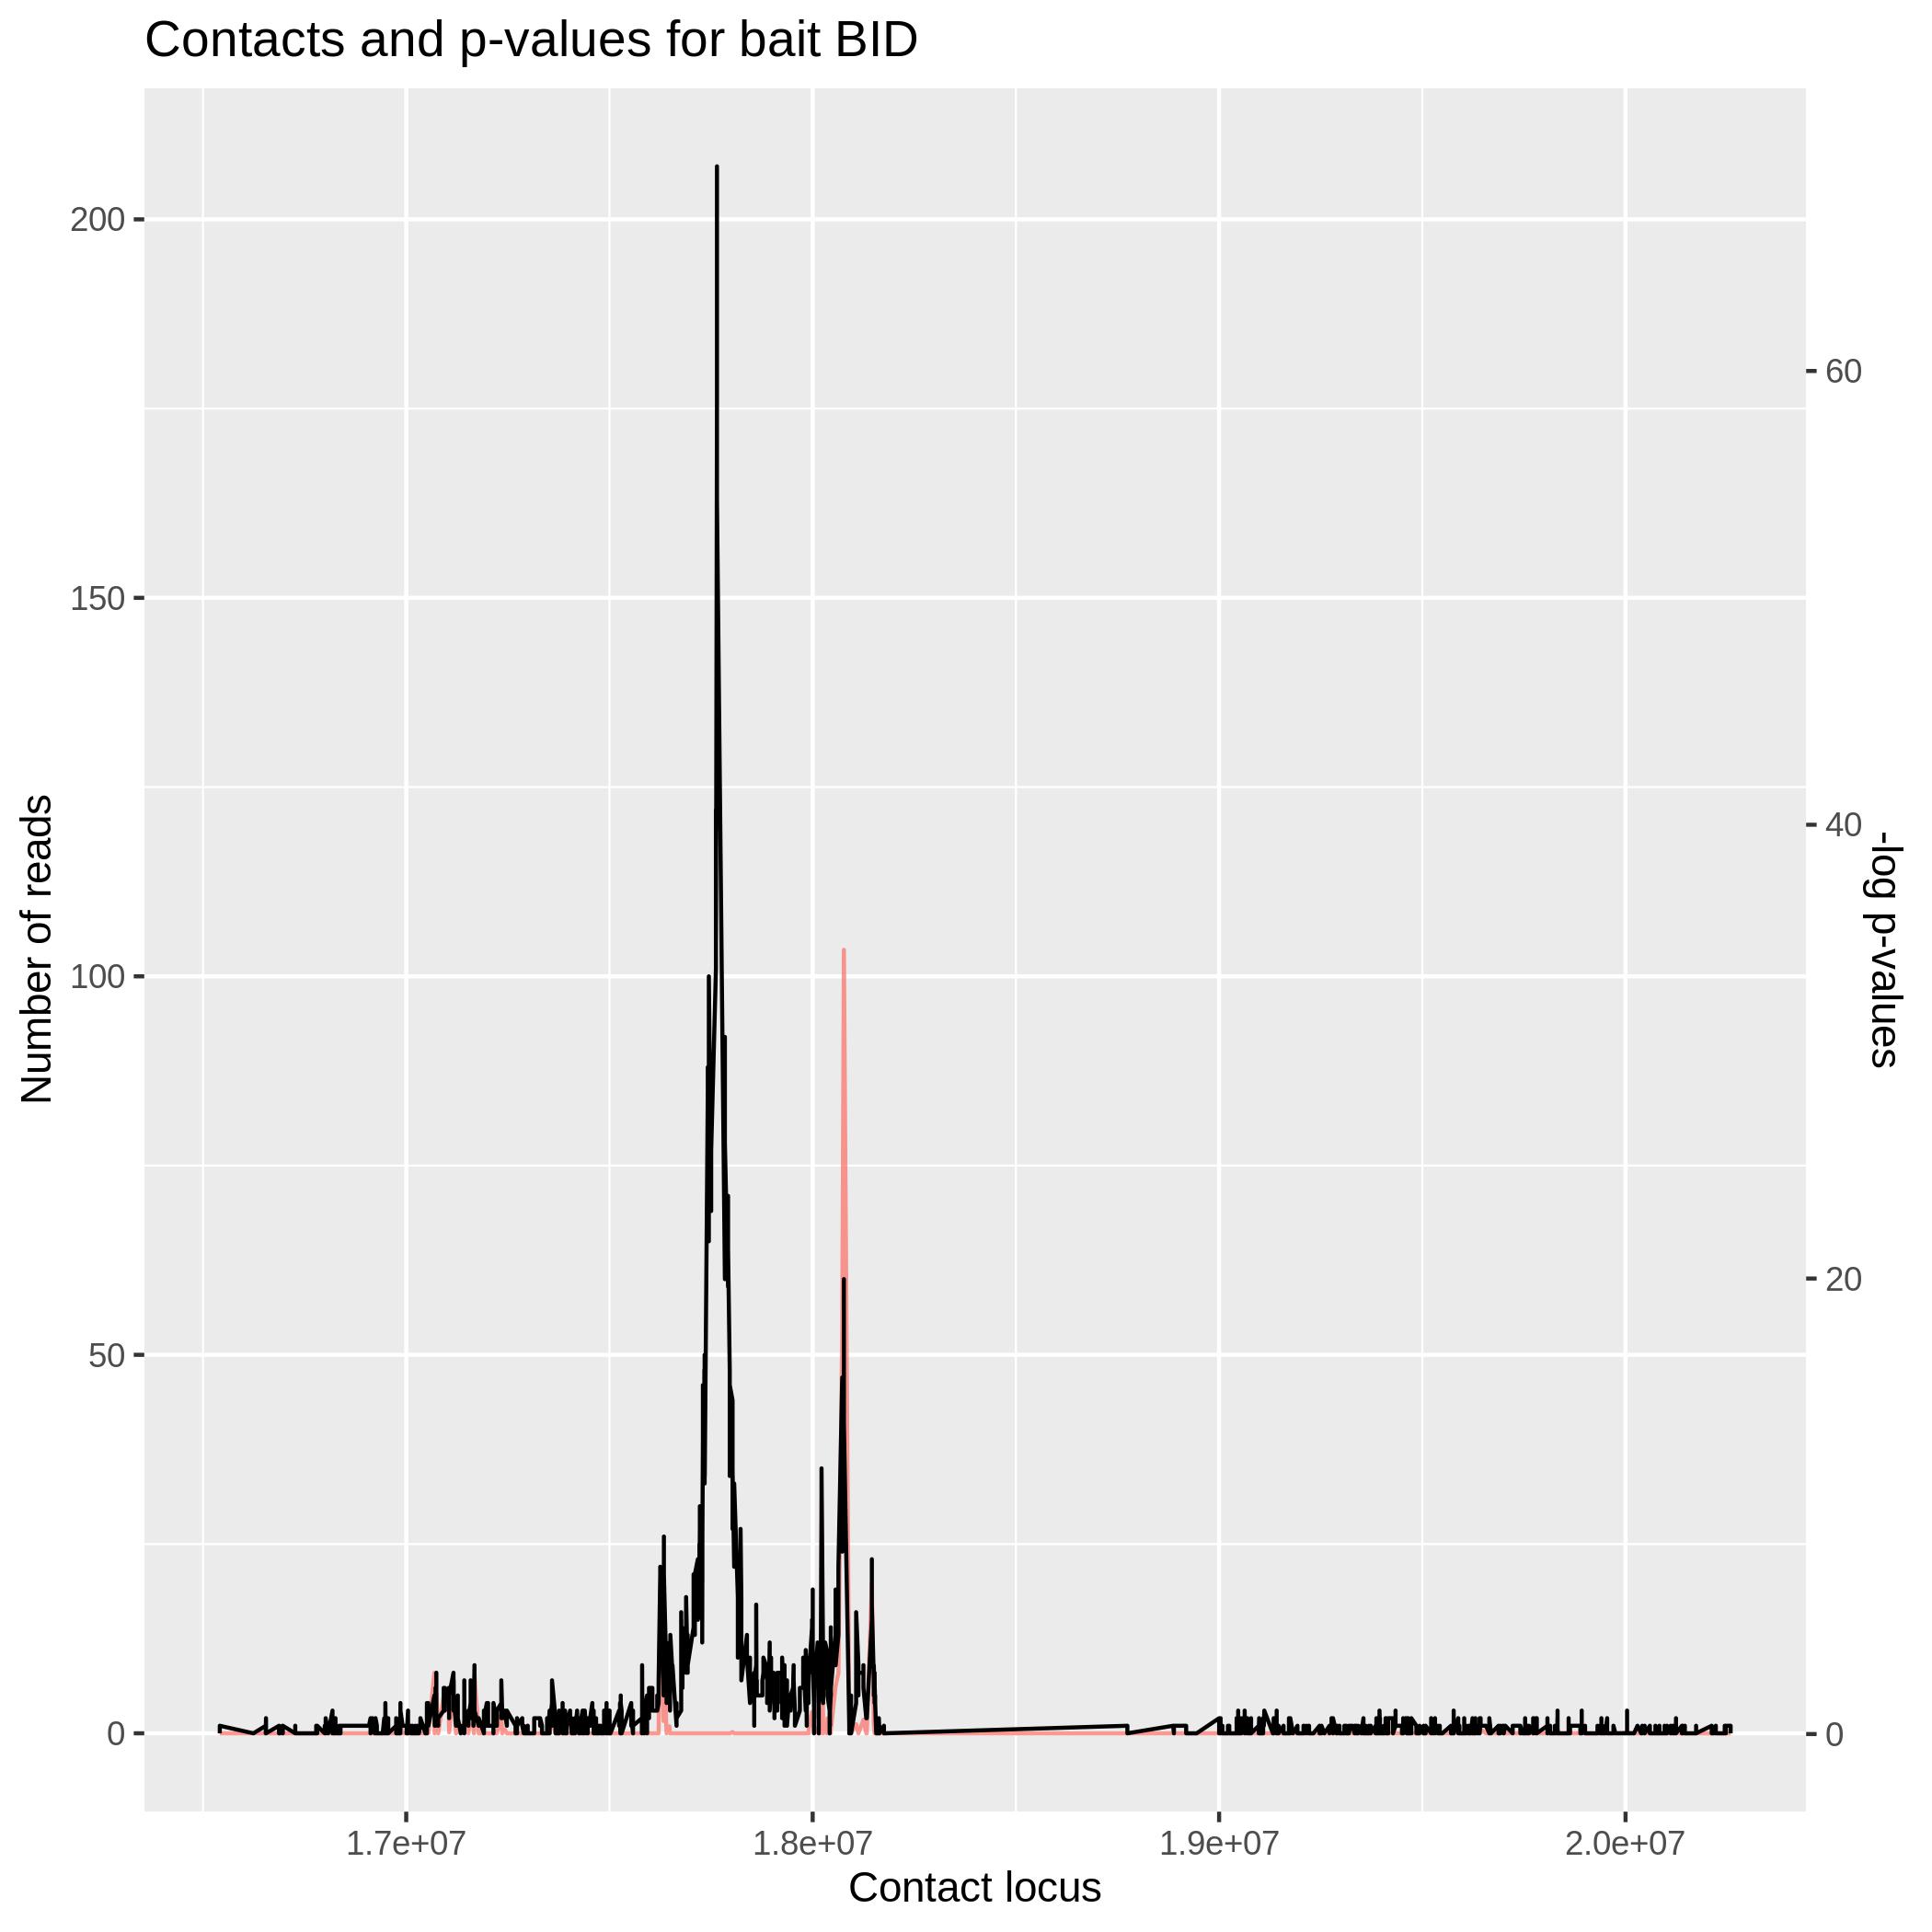 Contacts and p-values for bait BID
Number of reads
200
150
100
50
0
60
40
20
0
-log p-values
1.7e+07 1.8e+07 1.9e+07 2.0e+07
Contact locus